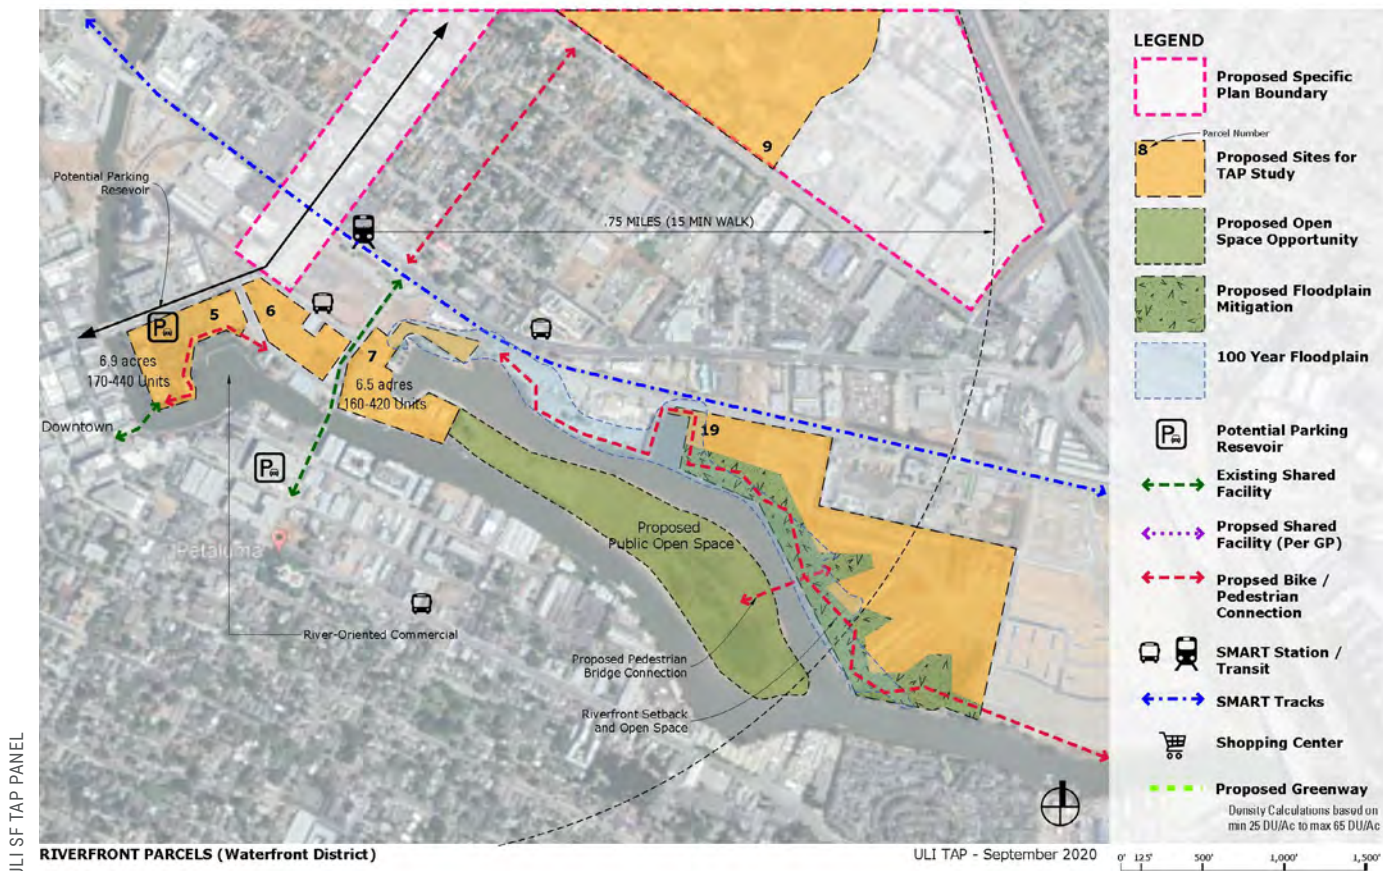 LEGEND
Proposed Specific
Plan Boundary
Parcel Number
8
Proposed Sites for
TAP Study
Proposed Open
Space Opportunity
Proposed Floodplain
Mitigation
100 Year Floodplain
Potential Parking
Resevoir
Existing Shared
Facility
Propsed Shared
Facility (Per GP)
Propsed Bike /
Pedestrian
Connection
SMART Station /
Transit
SMART Tracks
Shopping Center
Proposed Greenway
Density Calculations based on
min 25 DU/Ac to max 65 DU/Ac
0' 125' 500' 1,000' 1,500'
9
Potential Parking
Resevoir
.75 MILES (15 MIN WALK)
5
6
P
6.9 acres
170-440 Units
7
6.5 acres
160-420 Units
Downtown
19
P
Petaluma
Proposed
Public Open Space
River-Oriented Commercial
Proposed Pedestrian
Bridge Connection
Riverfront Setback
and Open Space
P
ULI SF TAP PANEL
RIVERFRONT PARCELS (Waterfront District)
ULI TAP - September 2020